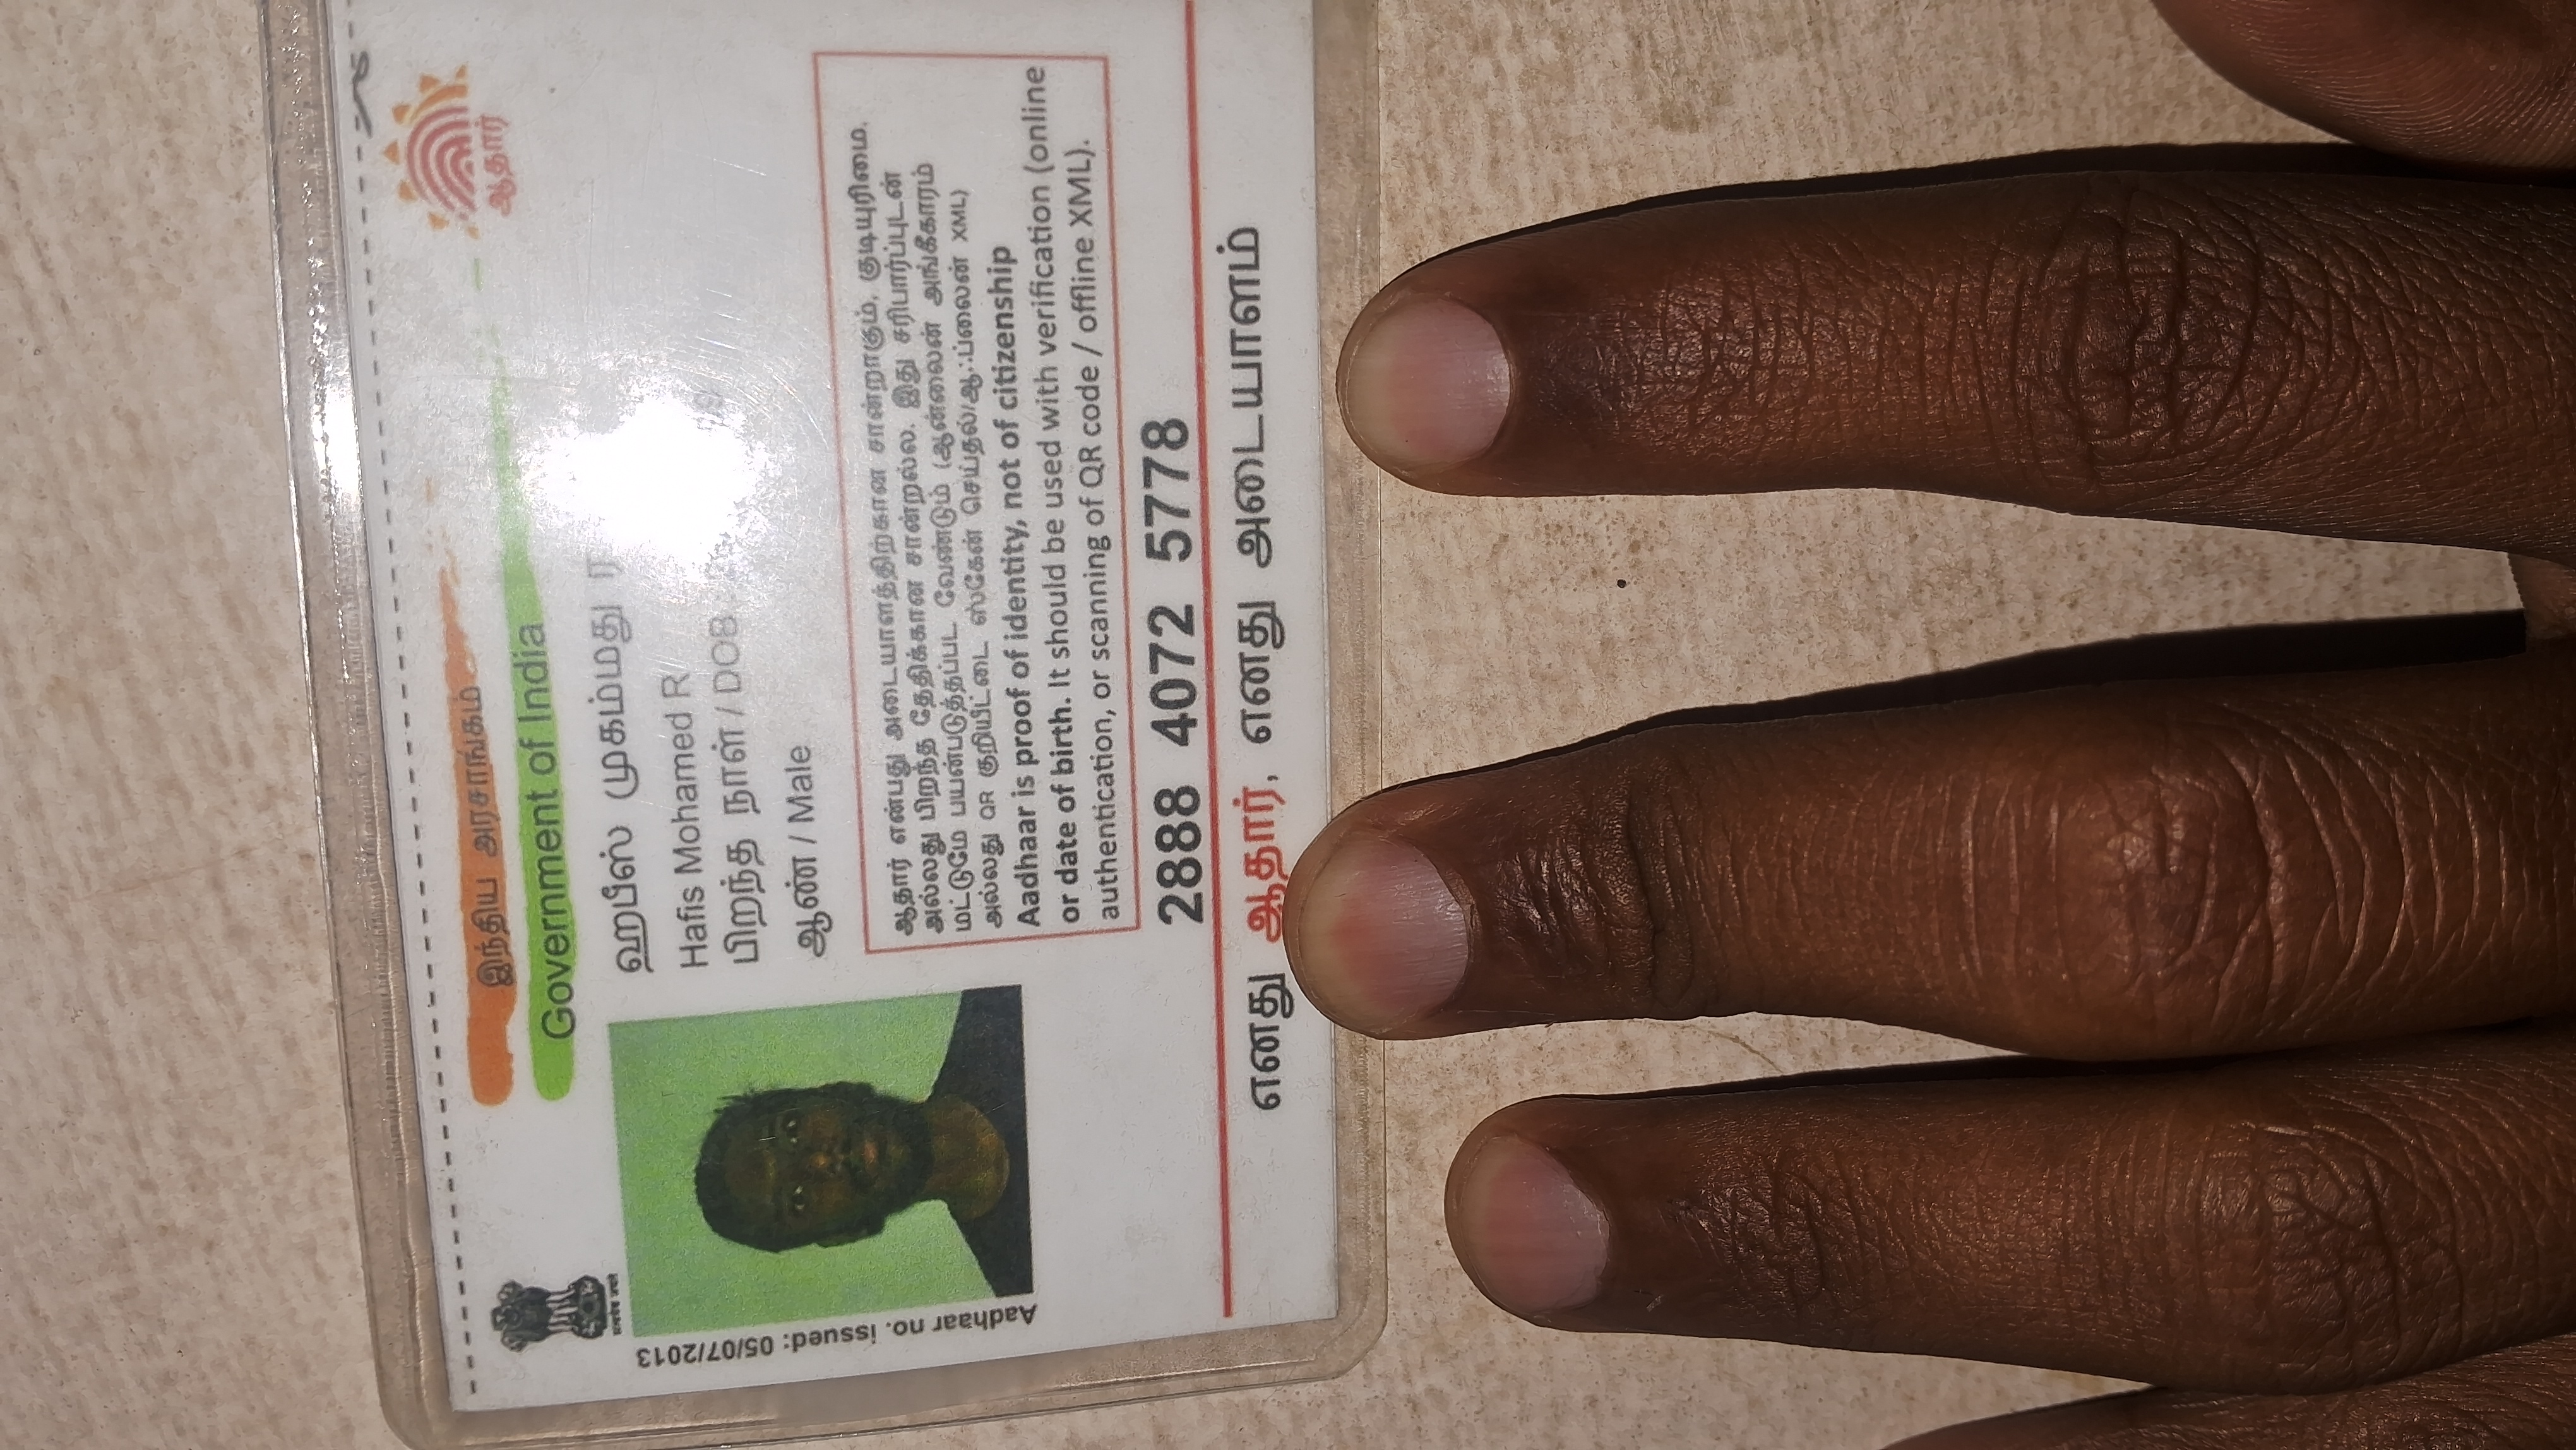 இந்திய அரசாங்கம்
Government of India
ஆதார்
ஹபீஸ் முகம்மது ர
Hafis Mohamed R
பிறந்த நாள் / DOB
ஆண் / Male
Aadhaar no. issued: 05/07/2013
ஆதார் என்பது அடையாளத்திற்கான சான்றாகும், குடியுரிமை
அல்லது பிறந்த தேதிக்கான சான்றல்ல. இது சரிபார்ப்புடன்
மட்டுமே பயன்படுத்தப்பட வேண்டும் (ஆன்லைன் அங்கீகாரம்
அல்லது QR குறியீட்டை ஸ்கேன் செய்தல்/ஆஃப்லைன் XML)
Aadhaar is proof of identity, not of citizenship
or date of birth. It should be used with verification (online
authentication, or scanning of QR code / offline XML).
2888 4072 5778
எனது ஆதார், எனது அடையாளம்